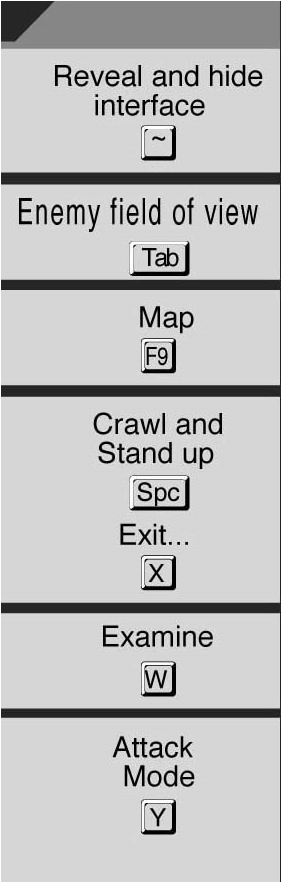 Reveal and hide
interface
~
Enemy field of view
Tab
Map
F9
Crawl and
Stand up
Spc
Exit...
X
Examine
W
Attack
Mode
Y